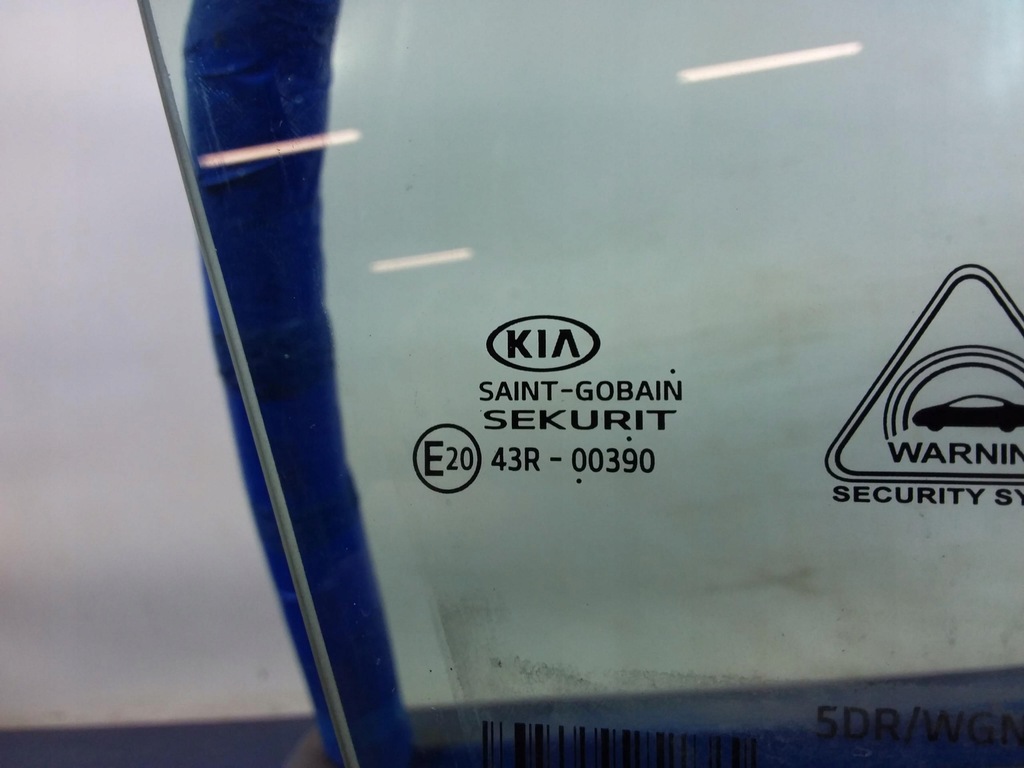 KIA
SAINT-GOBAIN
SEKURIT
E20 43R - 00390
WARNIN
SECURITY SY
5DR/WGN